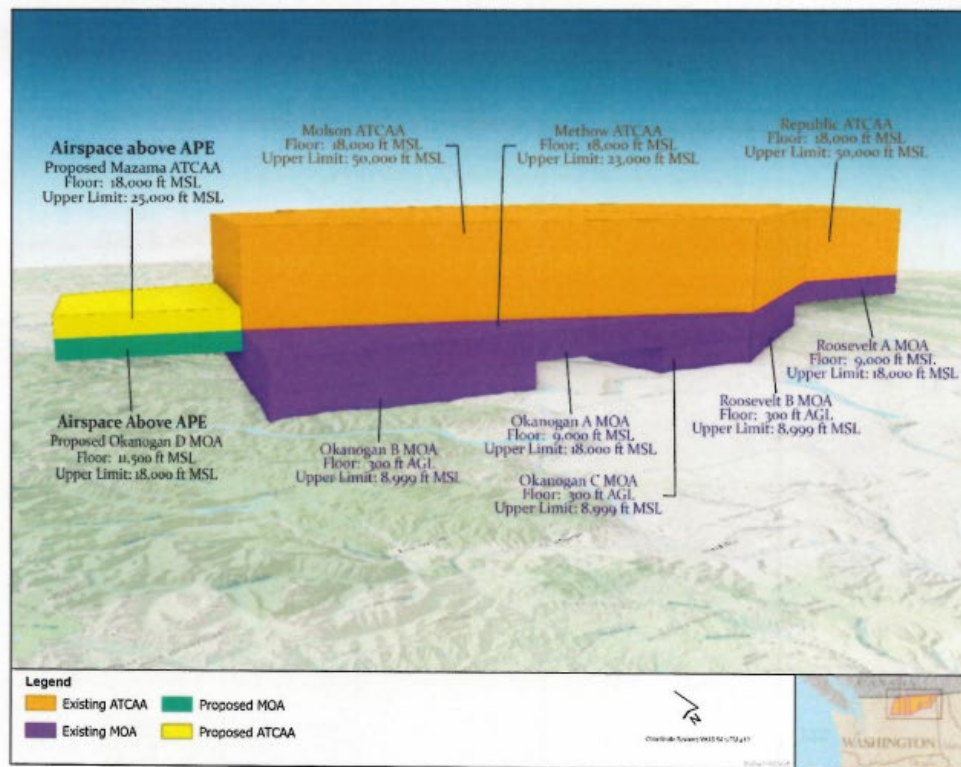 Airspace above APE
Proposed Mazama ATCAA
Floor: 18,000 ft MSL
Upper Limit: 25,000 ft MSL
Molson ATCAA
Floor: 18,000 ft MSL
Upper Limit: 50,000 ft MSL
Methow ATCAA
Floor: 18,000 ft MSL
Upper Limit: 23,000 ft MSL
Republic ATCAA
Floor: 18,000 ft MSL
Upper Limit: 50,000 ft MSL
Airspace Above APE
Proposed Okanogan D MOA
Floor: 11,500 ft MSL
Upper Limit: 18,000 ft MSL
Okanogan B MOA
Floor: 300 ft AGL
Upper Limit: 8,999 ft MSL
Okanogan A MOA
Floor: 9,000 ft MSL
Upper Limit: 18,000 ft MSL
Okanogan C MOA
Floor: 300 ft AGL
Upper Limit: 8,999 ft MSL
Roosevelt B MOA
Floor: 300 ft AGL
Upper Limit: 8,999 ft MSL
Roosevelt A MOA
Floor: 9,000 ft MSL
Upper Limit: 18,000 ft MSL
Legend
Existing ATCAA
Proposed MOA
Existing MOA
Proposed ATCAA
N
CANADA
WASHINGTON